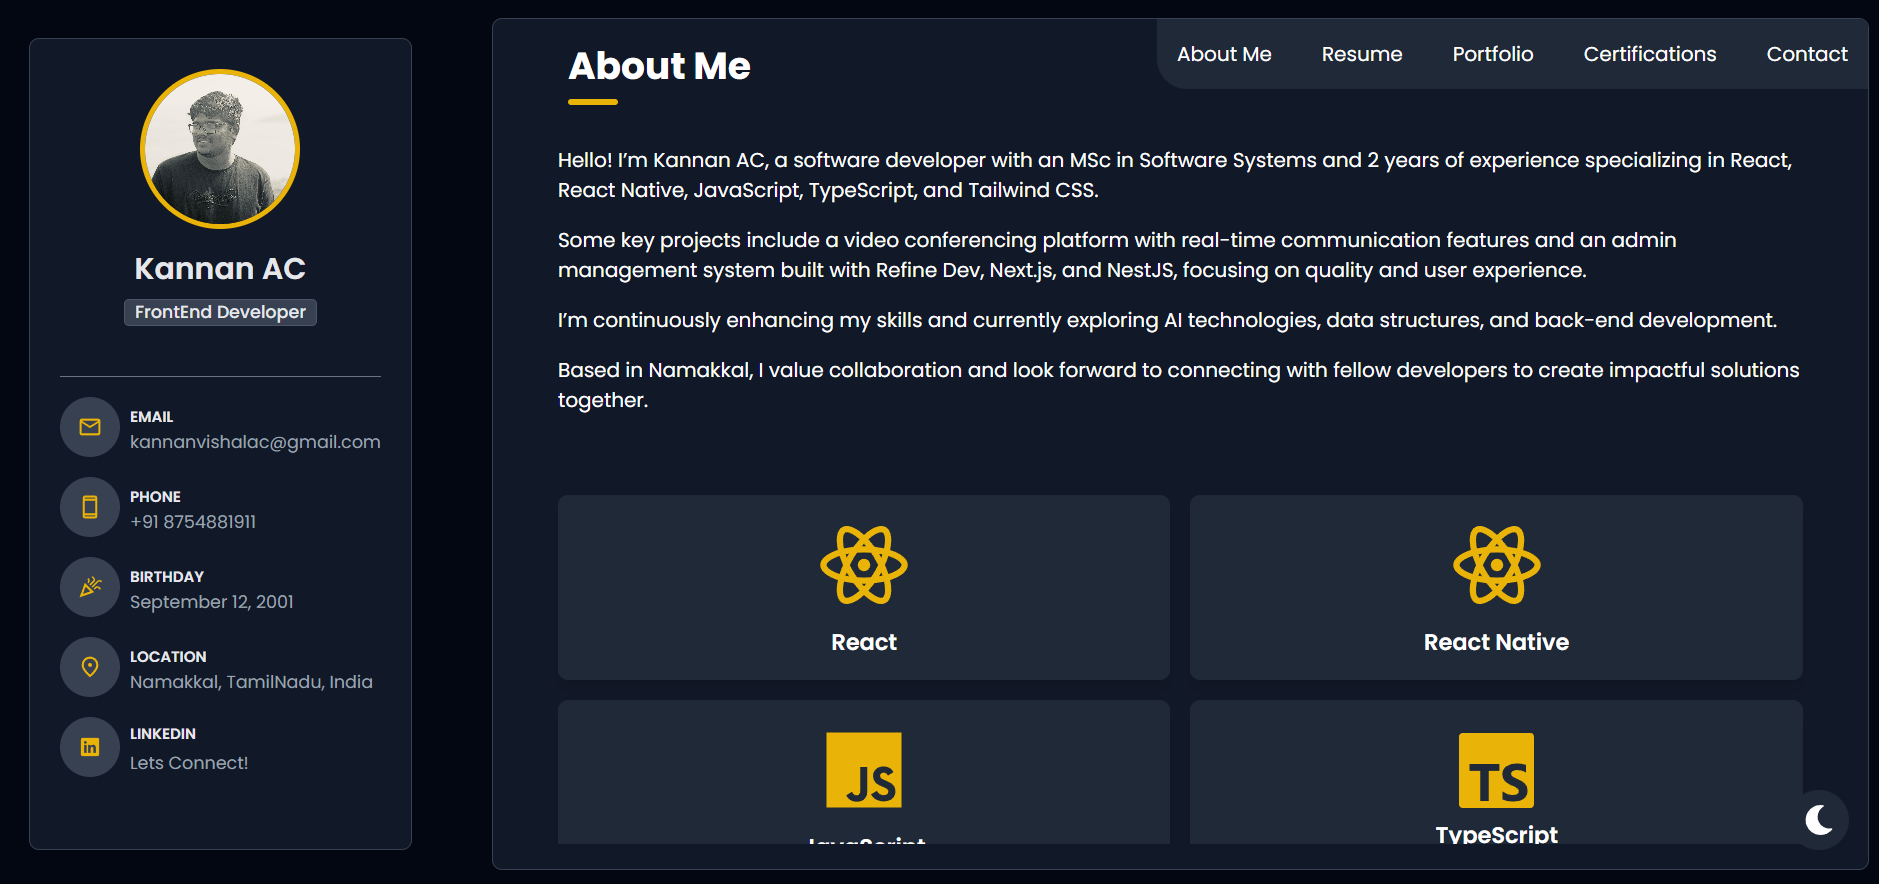 Kannan AC
FrontEnd Developer
EMAIL
kannanvishalac@gmail.com
PHONE
+91 8754881911
BIRTHDAY
September 12, 2001
LOCATION
Namakkal, TamilNadu, India
LINKEDIN
Lets Connect!
About Me
About Me Resume Portfolio Certifications Contact
Hello! I’m Kannan AC, a software developer with an MSc in Software Systems and 2 years of experience specializing in React,
React Native, JavaScript, TypeScript, and Tailwind CSS.
Some key projects include a video conferencing platform with real-time communication features and an admin
management system built with Refine Dev, Next.js, and NestJS, focusing on quality and user experience.
I’m continuously enhancing my skills and currently exploring AI technologies, data structures, and back-end development.
Based in Namakkal, I value collaboration and look forward to connecting with fellow developers to create impactful solutions
together.
React
React Native
JS
JavaScript
TS
TypeScript